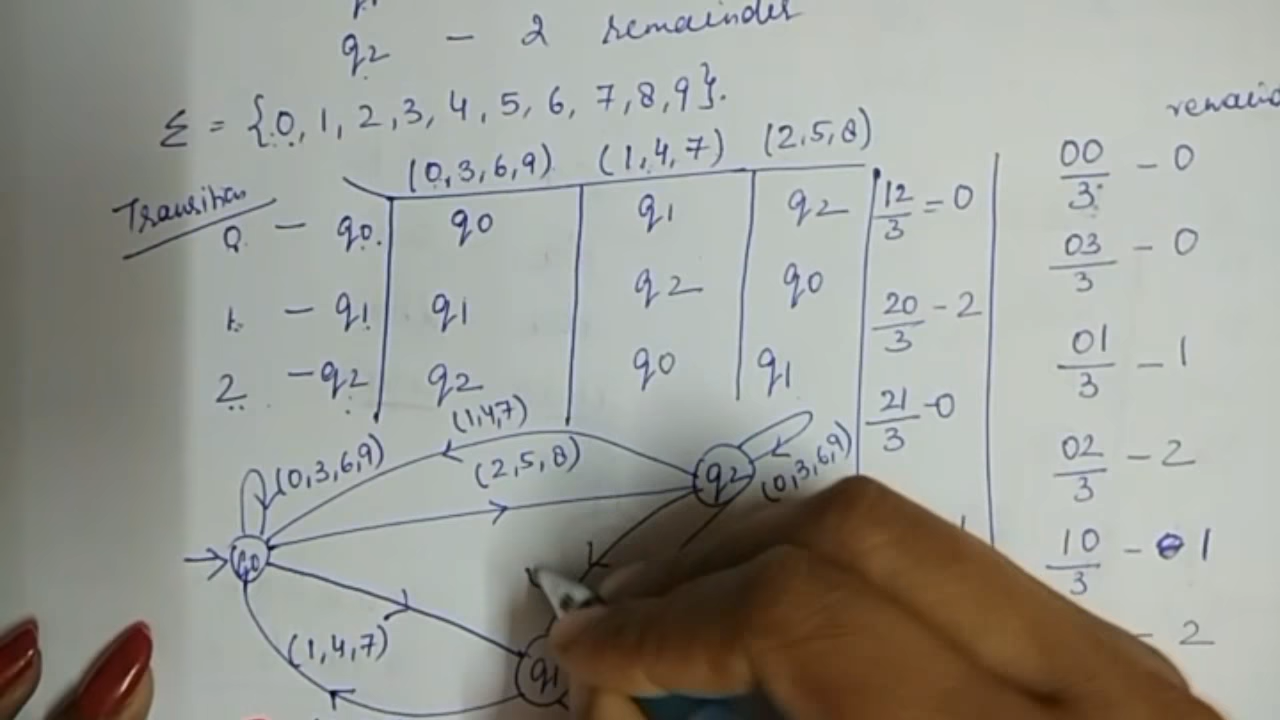 q2 - 2 remainder
Σ = {0, 1, 2, 3, 4, 5, 6, 7, 8, 9}.
Transition
(0, 3, 6, 9) (1, 4, 7) (2, 5, 8)
0 - q0. q0 q1 q2
1 - q1 q1 q2 q0
2 - q2 q2 q0 q1
12/3 = 0
20/3 - 2
21/3 - 0
00/3 - 0
03/3 - 0
01/3 - 1
02/3 - 2
10/3 - 1
- 2
(1,4,7)
(0,3,6,9)
(2,5,8)
q2
(0,3,6,9)
q0
(1,4,7)
q1